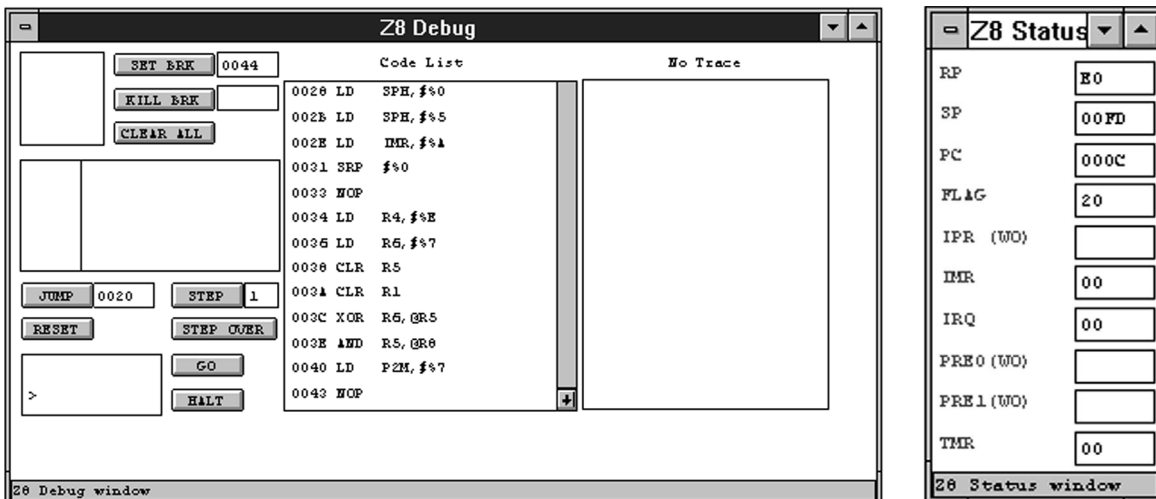 Z8 Debug
SET BRK 0044
KILL BRK
CLEAR ALL
JUMP 0020 STEP 1
RESET STEP OVER
GO
> HALT
Code List
0028 LD SPH,#%0
002B LD SPH,#%5
002E LD IMR,#%A
0031 SRP #%0
0033 NOP
0034 LD R4,#%E
0036 LD R6,#%7
0038 CLR R5
003A CLR R1
003C XOR R6,@R5
003E AND R5,@R8
0040 LD P2M,#%7
0043 NOP
No Trace
Z8 Debug window
Z8 Status
RP E0
SP 00FD
PC 000C
FLAG 20
IPR (WO)
IMR 00
IRQ 00
PRE0(WO)
PRE1(WO)
TMR 00
Z8 Status window